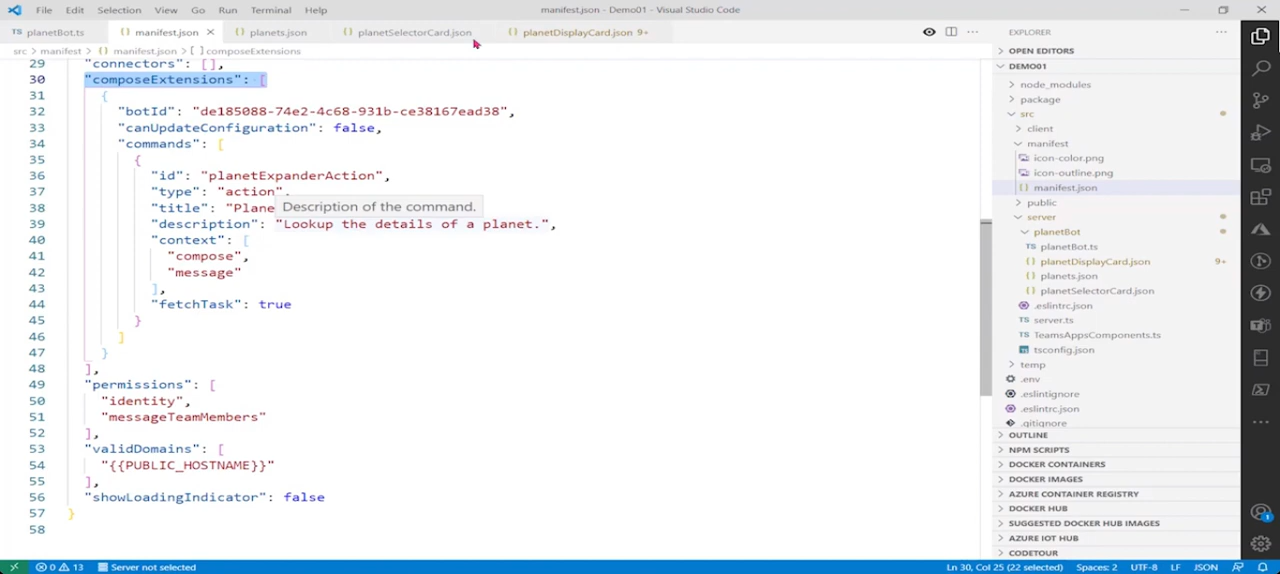 File Edit Selection View Go Run Terminal Help
manifest.json - Demo01 - Visual Studio Code
TS planetBot.ts
{} manifest.json
{} planets.json
{} planetSelectorCard.json
{} planetDisplayCard.json 9+
src > manifest > {} manifest.json > [ ] composeExtensions
29 "connectors": [],
30 "composeExtensions": [
31 {
32 "botId": "de185088-74e2-4c68-931b-ce38167ead38",
33 "canUpdateConfiguration": false,
34 "commands": [
35 {
36 "id": "planetExpanderAction",
37 "type": "action",
38 "title": "Plane
Description of the command.
39 "description": "Lookup the details of a planet.",
40 "context": [
41 "compose",
42 "message"
43 ],
44 "fetchTask": true
45 }
46 ]
47 }
48 ],
49 "permissions": [
50 "identity",
51 "messageTeamMembers"
52 ],
53 "validDomains": [
54 "{{PUBLIC_HOSTNAME}}"
55 ],
56 "showLoadingIndicator": false
57 }
58
EXPLORER
OPEN EDITORS
DEMO01
node_modules
package
src
client
manifest
icon-color.png
icon-outline.png
{} manifest.json
public
server
planetBot
TS planetBot.ts
{} planetDisplayCard.json 9+
{} planets.json
{} planetSelectorCard.json
.eslintrc.json
TS server.ts
TS TeamsAppsComponents.ts
tsconfig.json
temp
.env
.eslintignore
.eslintrc.json
.gitignore
OUTLINE
NPM SCRIPTS
DOCKER CONTAINERS
DOCKER IMAGES
AZURE CONTAINER REGISTRY
DOCKER HUB
SUGGESTED DOCKER HUB IMAGES
AZURE IOT HUB
CODETOUR
1
0 13 Server not selected
Ln 30, Col 25 (22 selected) Spaces: 2 UTF-8 LF JSON